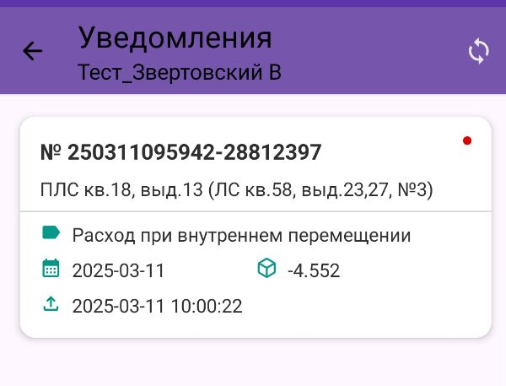 Уведомления
Тест_Звертовский В
№ 250311095942-28812397
ПЛС кв.18, выд.13 (ЛС кв.58, выд.23,27, №3)
Расход при внутреннем перемещении
2025-03-11 -4.552
2025-03-11 10:00:22